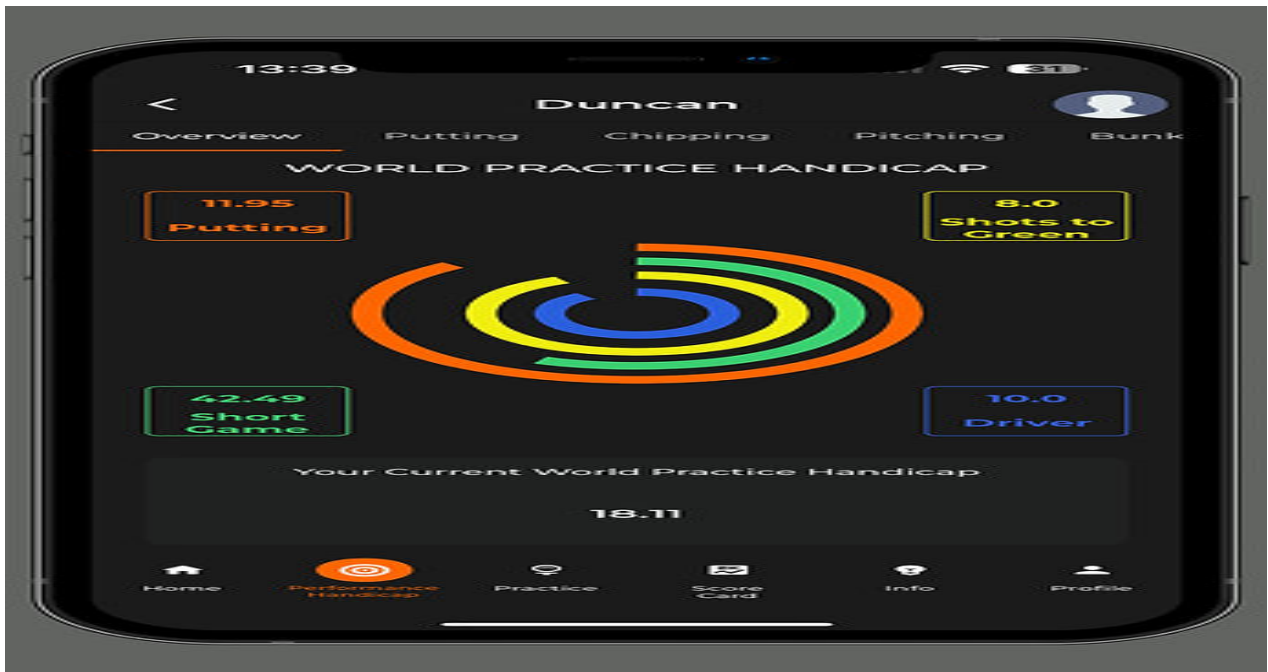 13:39
31
Duncan
Overview Putting Chipping Pitching Bunk
WORLD PRACTICE HANDICAP
11.95
Putting
8.0
Shots to
Green
42.49
Short
Game
10.0
Driver
Your Current World Practice Handicap
18.11
Home
Performance
Handicap
Practice
Score
Card
Info
Profile